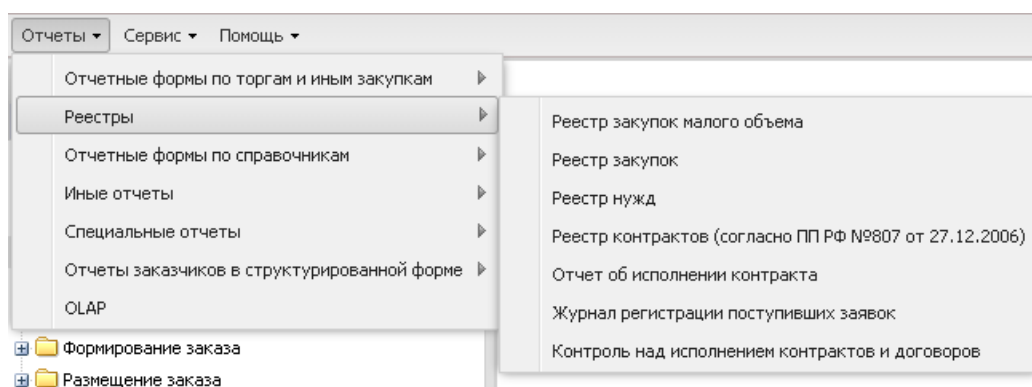 Отчеты Сервис Помощь
Отчетные формы по торгам и иным закупкам
Реестры
Отчетные формы по справочникам
Иные отчеты
Специальные отчеты
Отчеты заказчиков в структурированной форме
OLAP
Реестр закупок малого объема
Реестр закупок
Реестр нужд
Реестр контрактов (согласно ПП РФ №807 от 27.12.2006)
Отчет об исполнении контракта
Журнал регистрации поступивших заявок
Контроль над исполнением контрактов и договоров
Формирование заказа
Размещение заказа